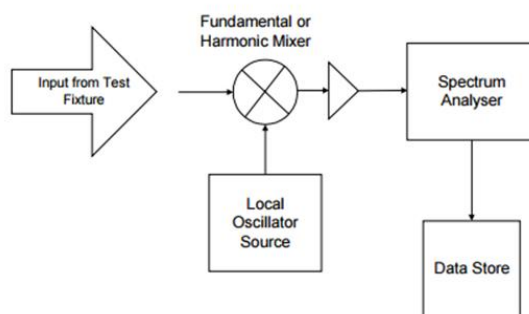 Fundamental or
Harmonic Mixer
Input from Test
Fixture
Spectrum
Analyser
Local
Oscillator
Source
Data Store